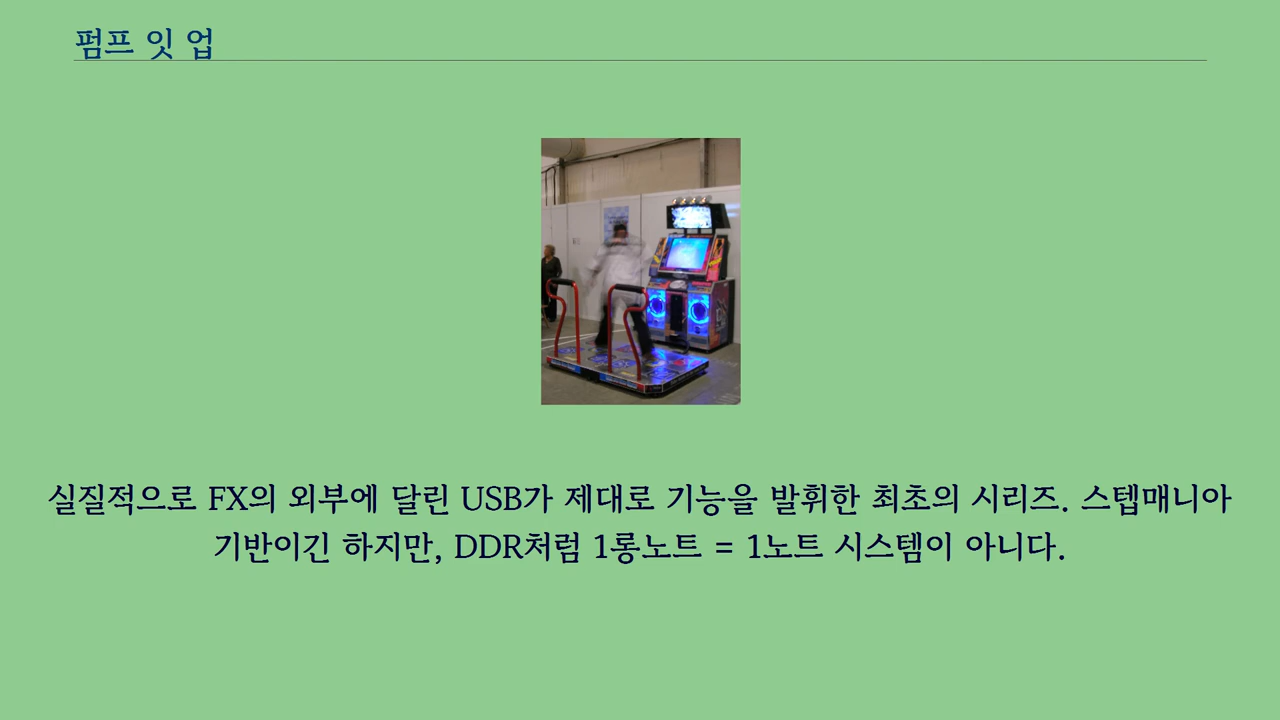 펌프 잇 업
실질적으로 FX의 외부에 달린 USB가 제대로 기능을 발휘한 최초의 시리즈. 스텝매니아
기반이긴 하지만, DDR처럼 1롱노트 = 1노트 시스템이 아니다.